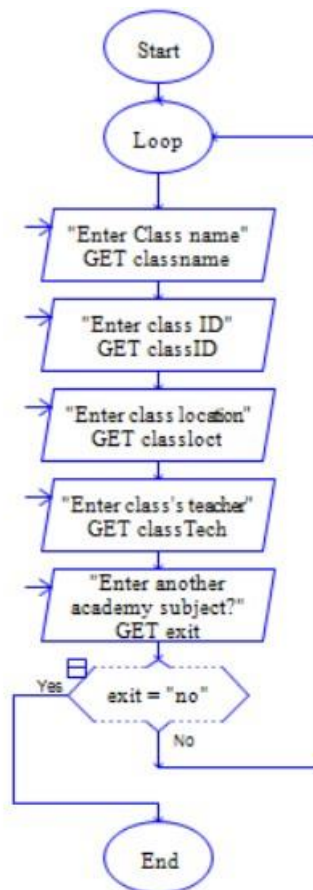 Start
Loop
"Enter Class name"
GET classname
"Enter class ID"
GET classID
"Enter class location"
GET classloct
"Enter class's teacher"
GET classTech
"Enter another
academy subject?"
GET exit
exit = "no"
Yes
No
End